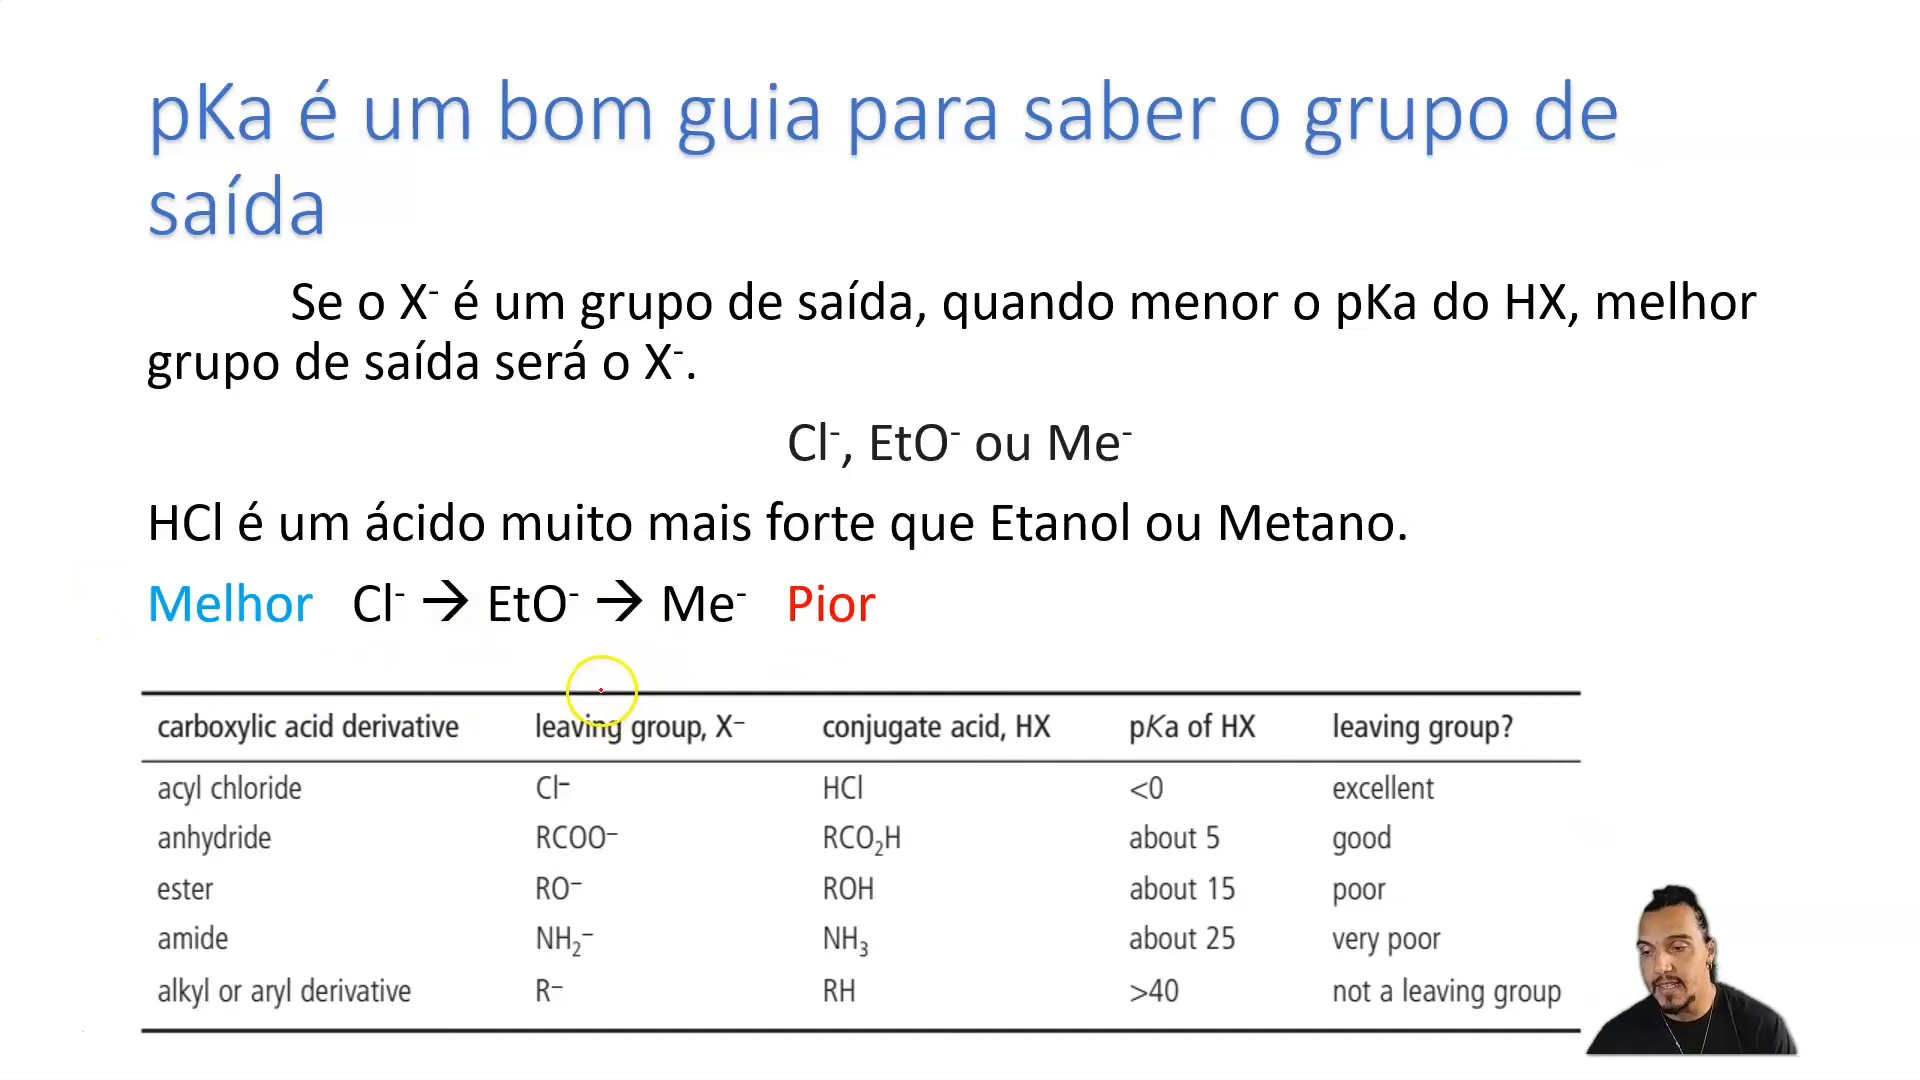 pKa é um bom guia para saber o grupo de
saída
Se o X⁻ é um grupo de saída, quando menor o pKa do HX, melhor
grupo de saída será o X⁻.
Cl⁻, EtO⁻ ou Me⁻
HCl é um ácido muito mais forte que Etanol ou Metano.
Melhor Cl⁻ → EtO⁻ → Me⁻ Pior
carboxylic acid derivative leaving group, X⁻ conjugate acid, HX pKa of HX leaving group?
acyl chloride Cl⁻ HCl <0 excellent
anhydride RCOO⁻ RCO₂H about 5 good
ester RO⁻ ROH about 15 poor
amide NH₂⁻ NH₃ about 25 very poor
alkyl or aryl derivative R⁻ RH >40 not a leaving group